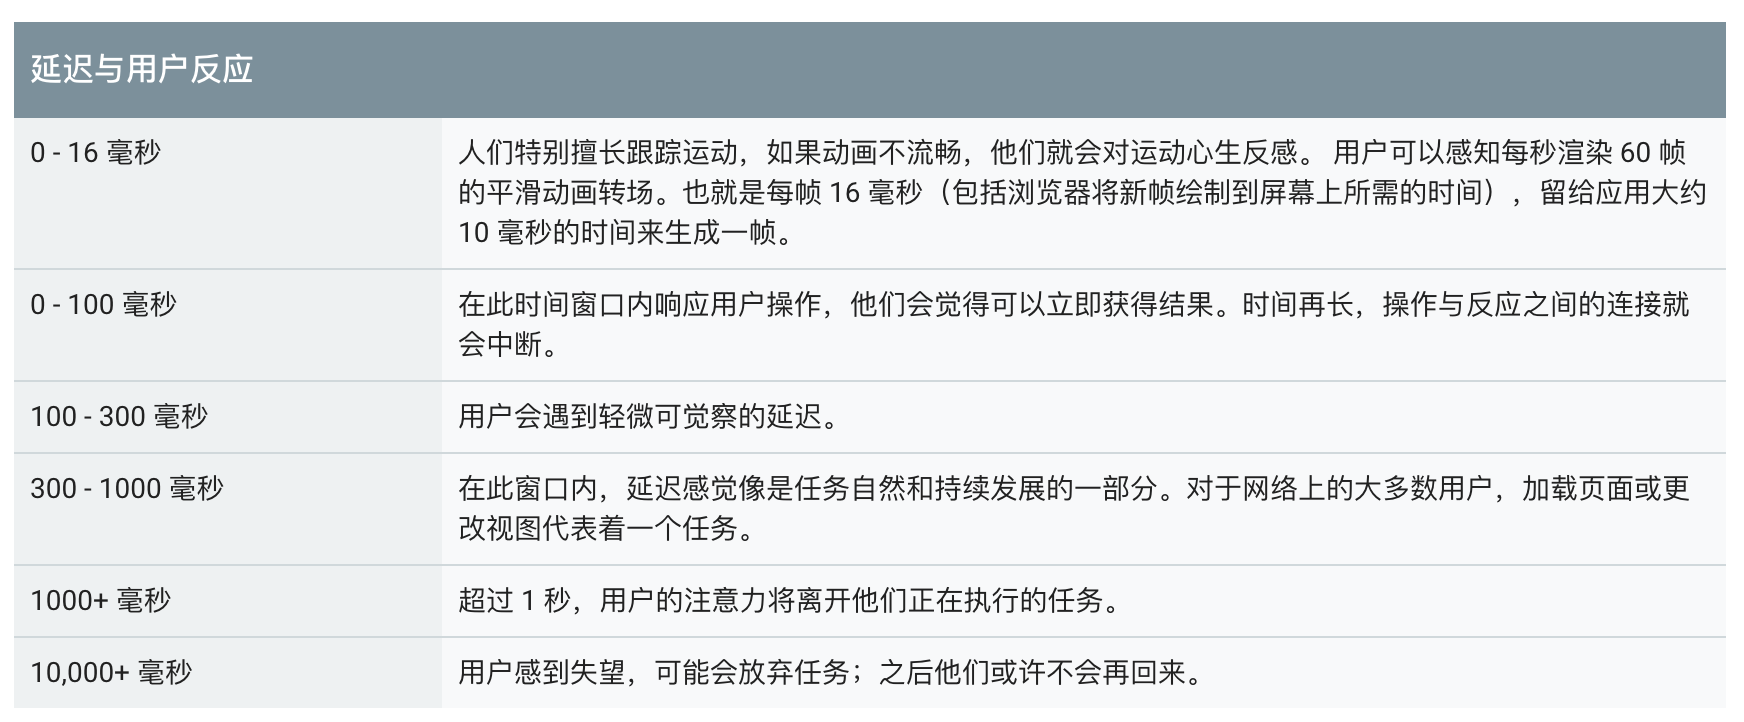 延迟与用户反应
0 - 16 毫秒
人们特别擅长跟踪运动，如果动画不流畅，他们就会对运动心生反感。 用户可以感知每秒渲染 60 帧
的平滑动画转场。也就是每帧 16 毫秒（包括浏览器将新帧绘制到屏幕上所需的时间），留给应用大约
10 毫秒的时间来生成一帧。
0 - 100 毫秒
在此时间窗口内响应用户操作，他们会觉得可以立即获得结果。时间再长，操作与反应之间的连接就
会中断。
100 - 300 毫秒
用户会遇到轻微可觉察的延迟。
300 - 1000 毫秒
在此窗口内，延迟感觉像是任务自然和持续发展的一部分。对于网络上的大多数用户，加载页面或更
改视图代表着一个任务。
1000+ 毫秒
超过 1 秒，用户的注意力将离开他们正在执行的任务。
10,000+ 毫秒
用户感到失望，可能会放弃任务；之后他们或许不会再回来。